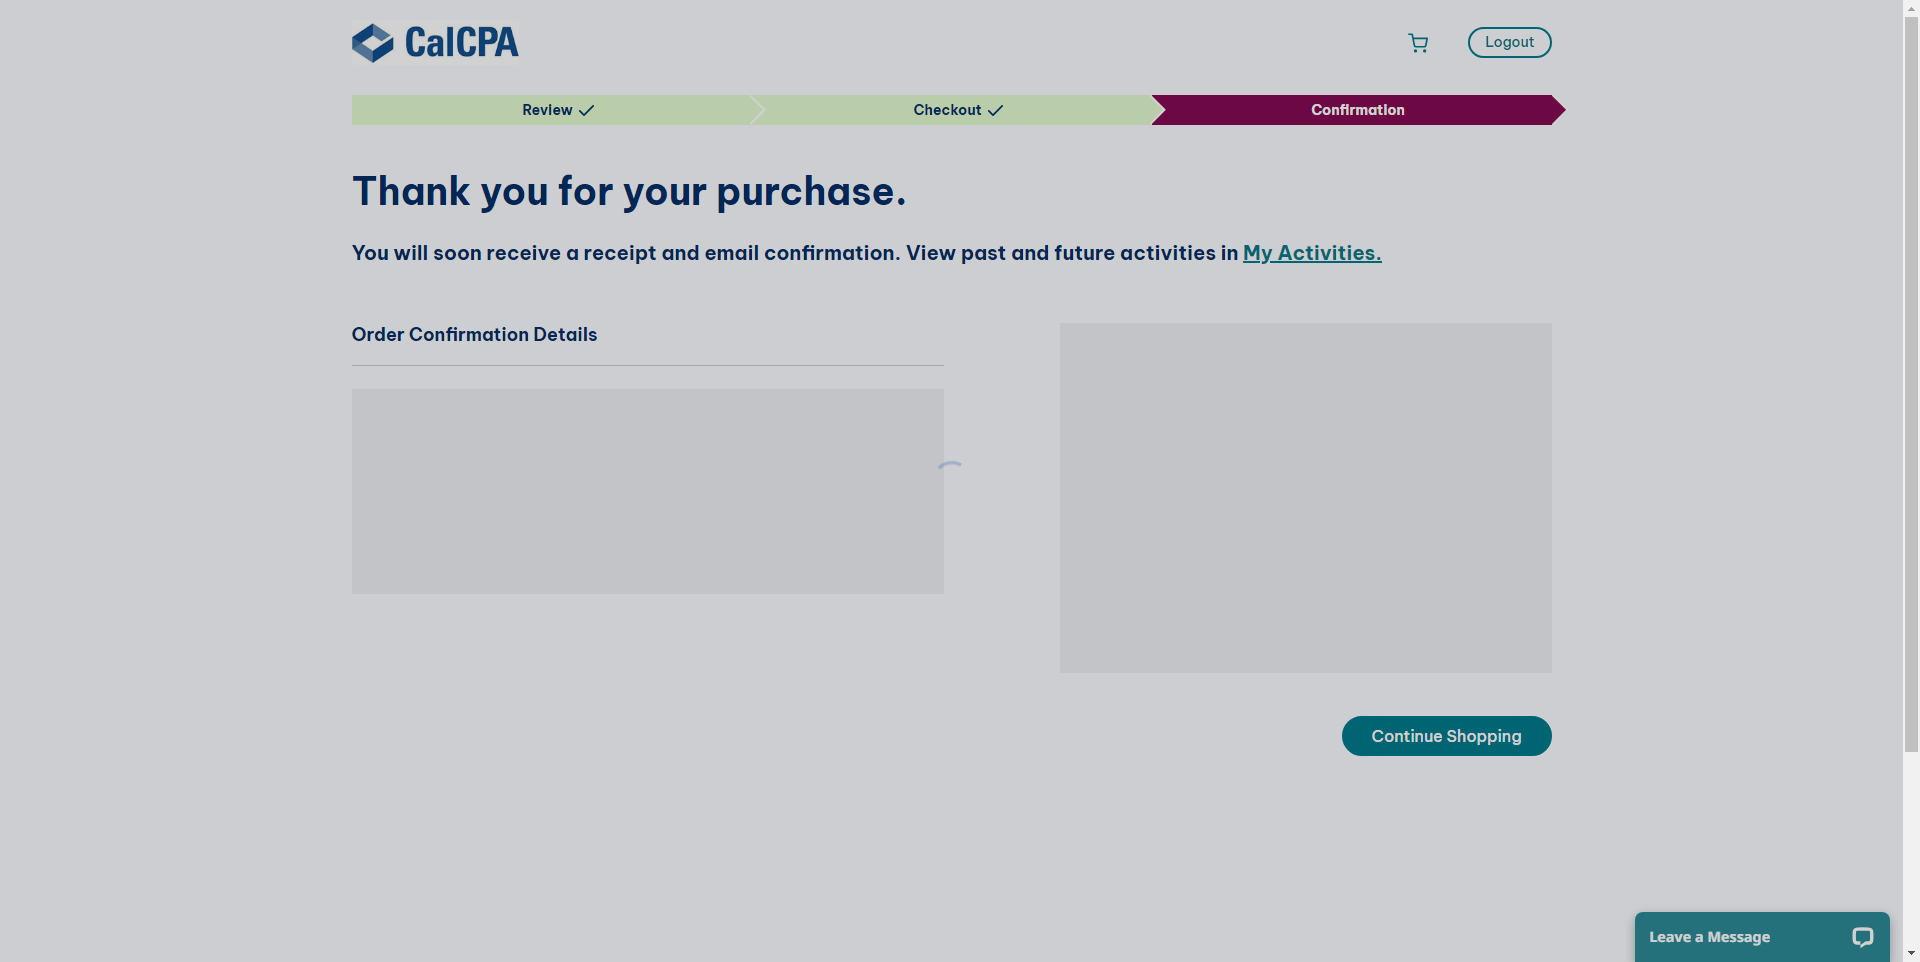 CalCPA
Logout
Review
Checkout
Confirmation
Thank you for your purchase.
You will soon receive a receipt and email confirmation. View past and future activities in My Activities.
Order Confirmation Details
Continue Shopping
Leave a Message